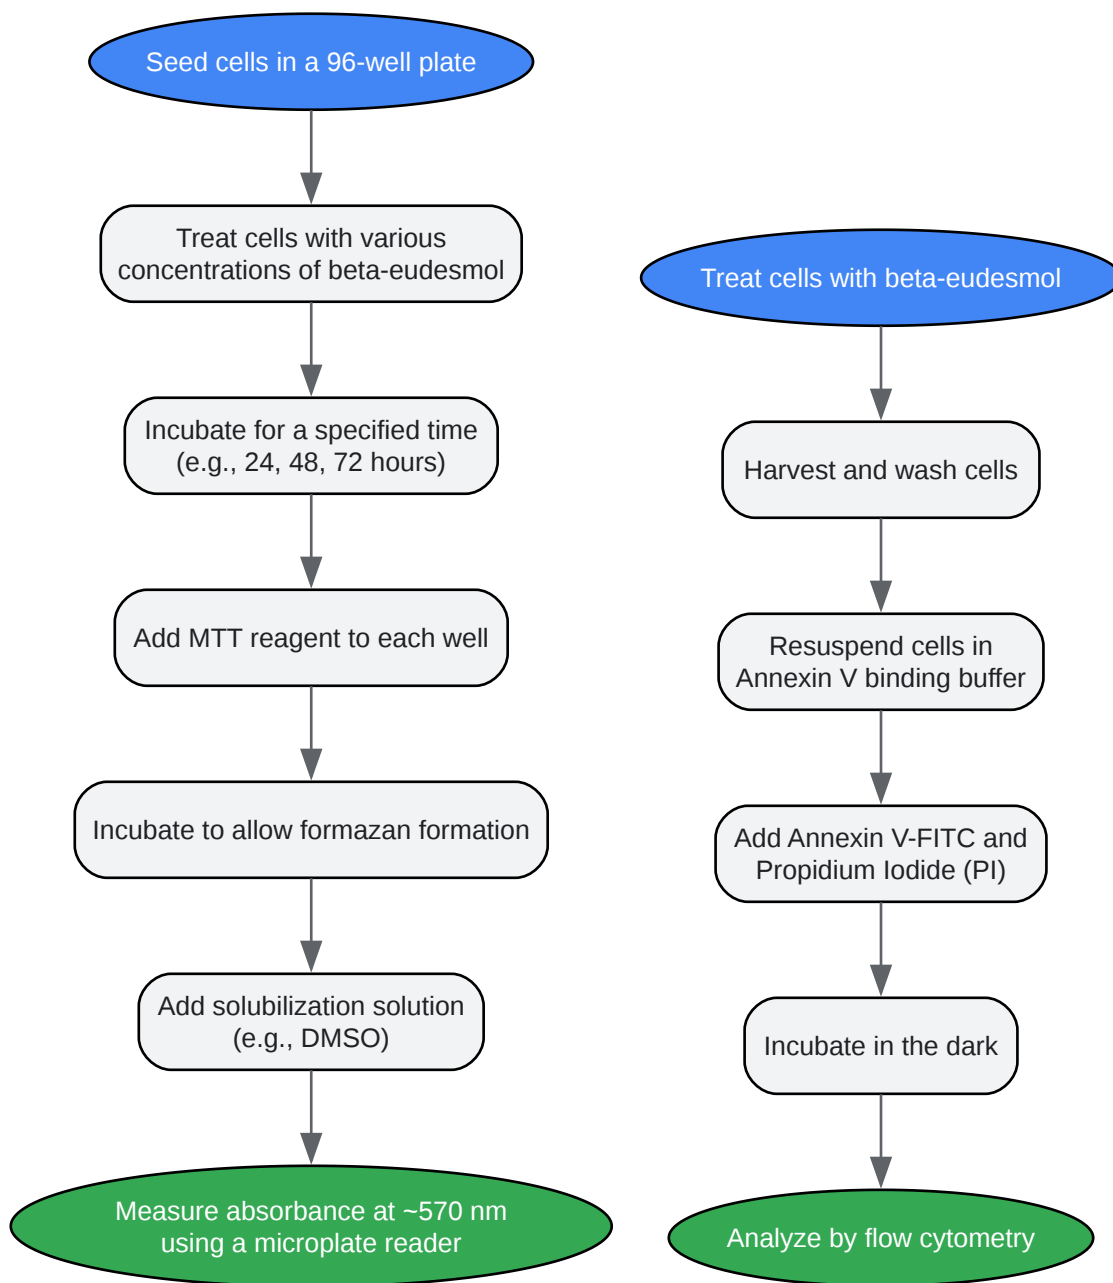 Seed cells in a 96-well plate
Treat cells with various
concentrations of beta-eudesmol
Incubate for a specified time
(e.g., 24, 48, 72 hours)
Add MTT reagent to each well
Incubate to allow formazan formation
Add solubilization solution
(e.g., DMSO)
Measure absorbance at ~570 nm
using a microplate reader
Treat cells with beta-eudesmol
Harvest and wash cells
Resuspend cells in
Annexin V binding buffer
Add Annexin V-FITC and
Propidium Iodide (PI)
Incubate in the dark
Analyze by flow cytometry